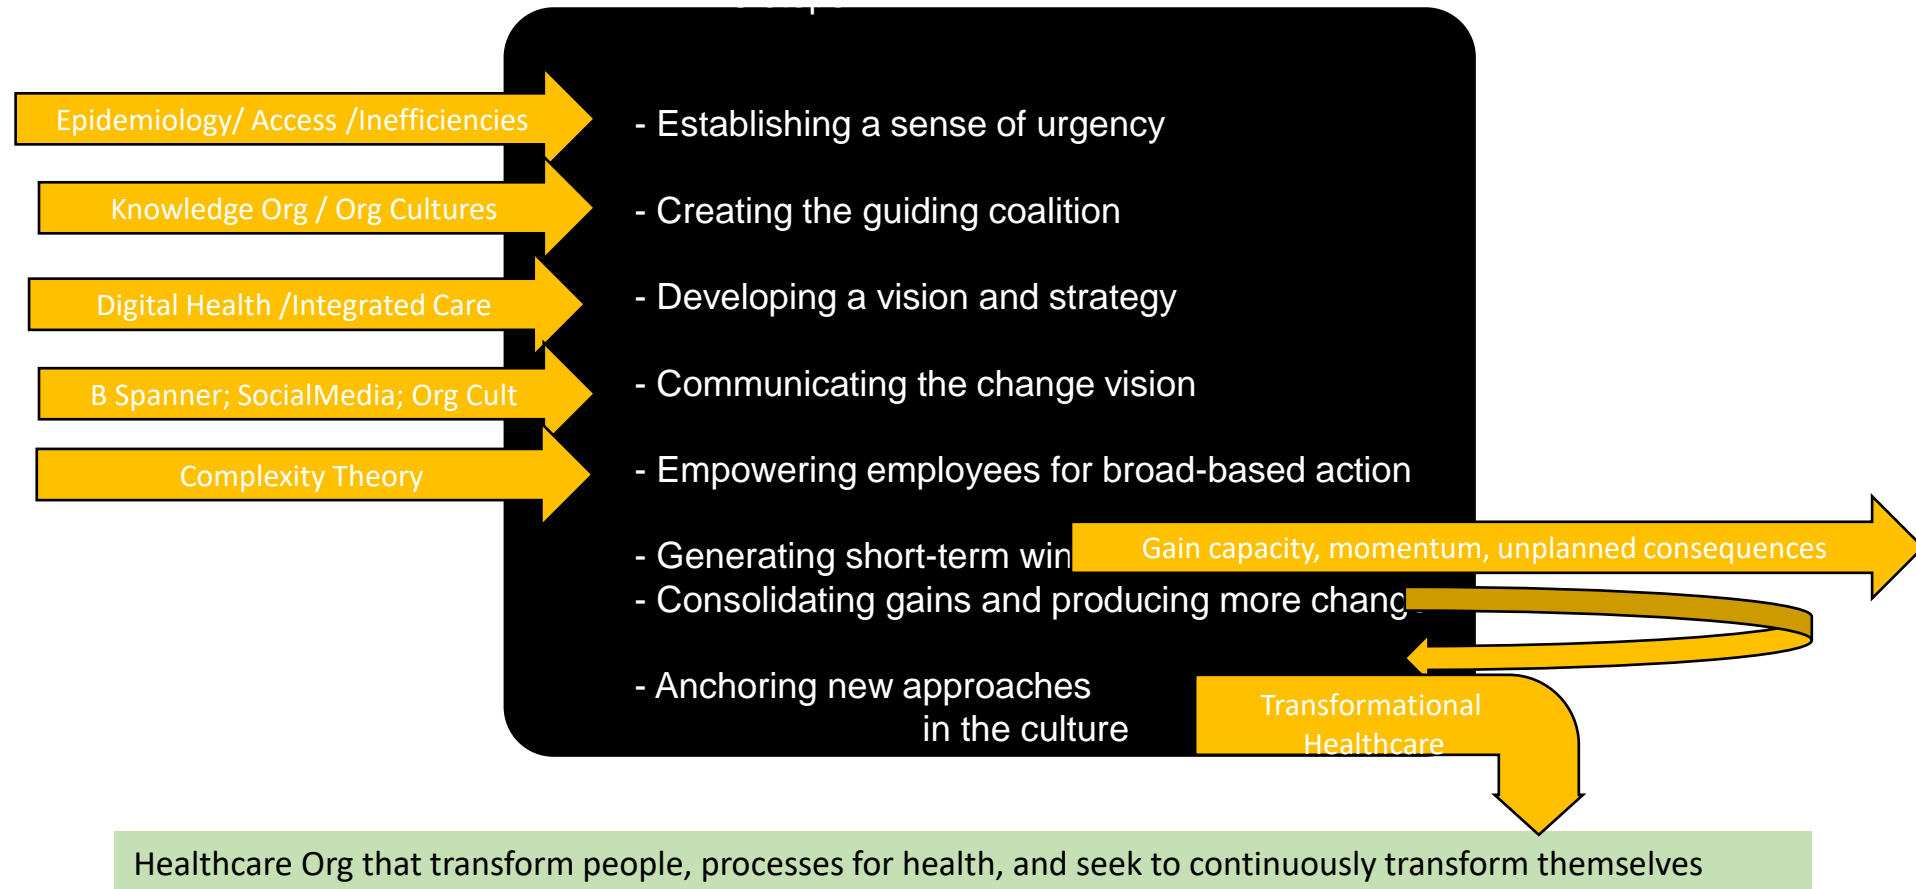 Epidemiology/ Access /Inefficiencies
- Establishing a sense of urgency
Knowledge Org / Org Cultures
- Creating the guiding coalition
Digital Health /Integrated Care
- Developing a vision and strategy
B Spanner; SocialMedia; Org Cult
- Communicating the change vision
Complexity Theory
- Empowering employees for broad-based action
- Generating short-term win
Gain capacity, momentum, unplanned consequences
- Consolidating gains and producing more chang
- Anchoring new approaches
in the culture
Transformational
Healthcare
Healthcare Org that transform people, processes for health, and seek to continuously transform themselves